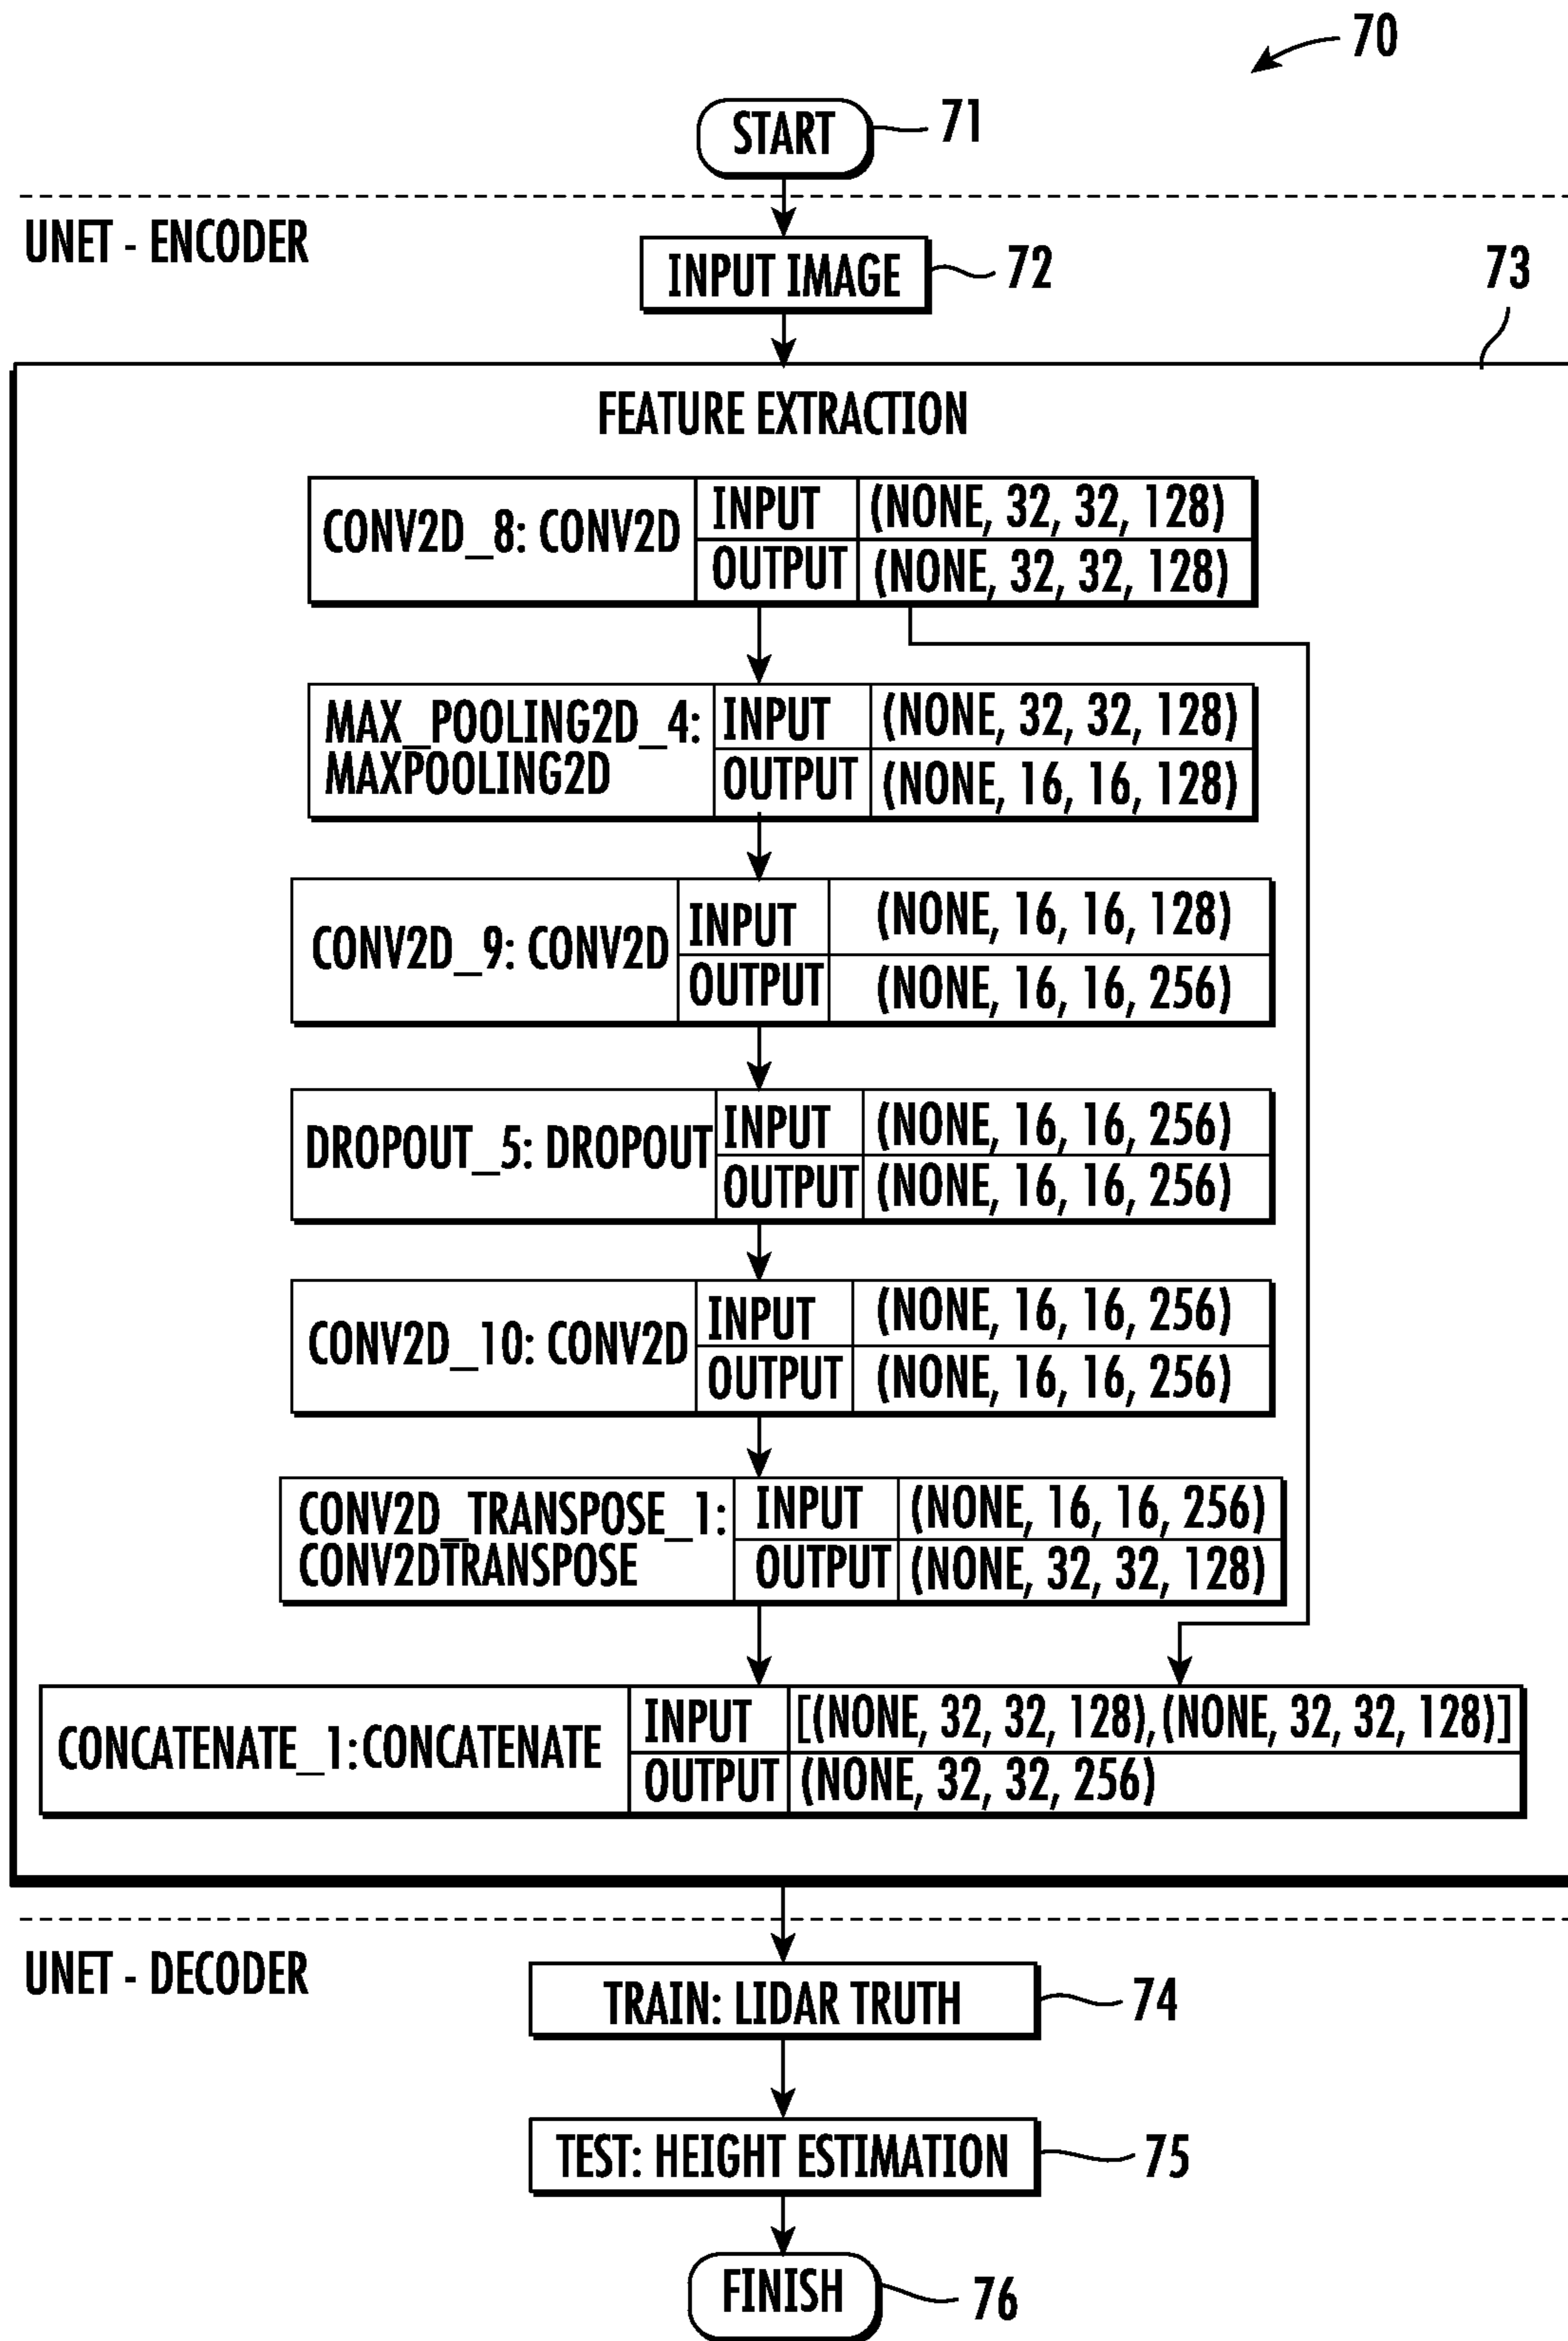 70
START
71
UNET - ENCODER
INPUT IMAGE
72
73
FEATURE EXTRACTION
CONV2D_8: CONV2D
INPUT
(NONE, 32, 32, 128)
OUTPUT
(NONE, 32, 32, 128)
MAX_POOLING2D_4:
MAXPOOLING2D
INPUT
(NONE, 32, 32, 128)
OUTPUT
(NONE, 16, 16, 128)
CONV2D_9: CONV2D
INPUT
(NONE, 16, 16, 128)
OUTPUT
(NONE, 16, 16, 256)
DROPOUT_5: DROPOUT
INPUT
(NONE, 16, 16, 256)
OUTPUT
(NONE, 16, 16, 256)
CONV2D_10: CONV2D
INPUT
(NONE, 16, 16, 256)
OUTPUT
(NONE, 16, 16, 256)
CONV2D_TRANSPOSE_1:
CONV2DTRANSPOSE
INPUT
(NONE, 16, 16, 256)
OUTPUT
(NONE, 32, 32, 128)
CONCATENATE_1:CONCATENATE
INPUT
[(NONE, 32, 32, 128),(NONE, 32, 32, 128)]
OUTPUT
(NONE, 32, 32, 256)
UNET - DECODER
TRAIN: LIDAR TRUTH
74
TEST: HEIGHT ESTIMATION
75
FINISH
76